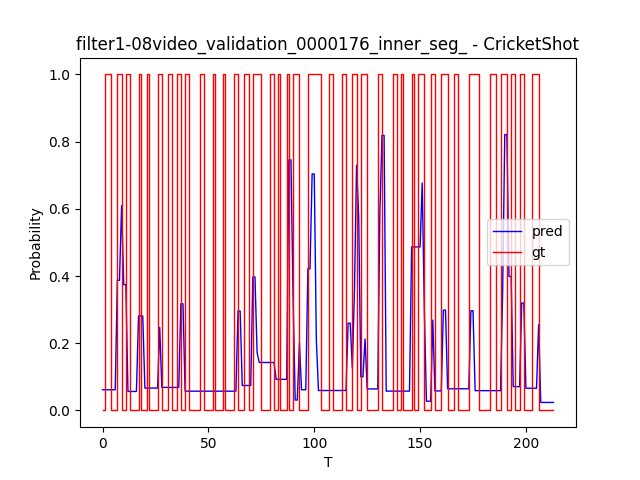 filter1-08video_validation_0000176_inner_seg_ - CricketShot
1.0
0.8
0.6
0.4
0.2
0.0
Probability
pred
gt
0 50 100 150 200
T